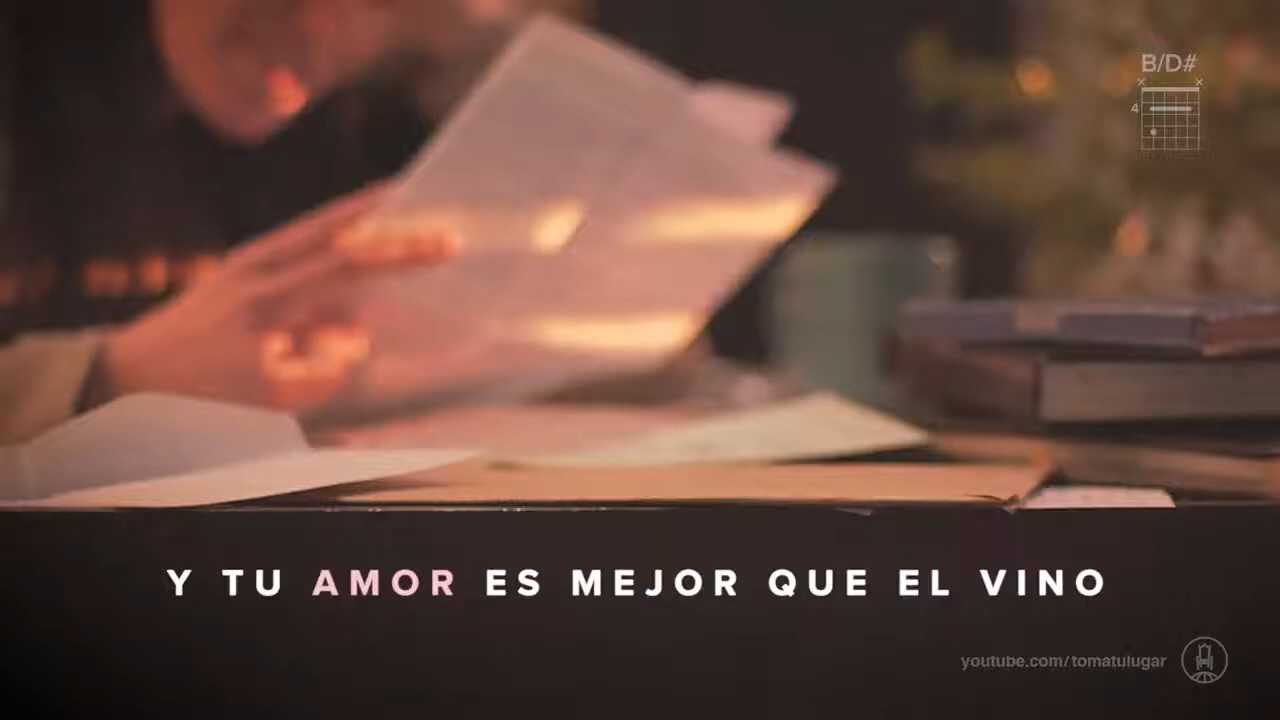 B/D#
× ×
4
Y TU AMOR ES MEJOR QUE EL VINO
youtube.com/tomatulugar